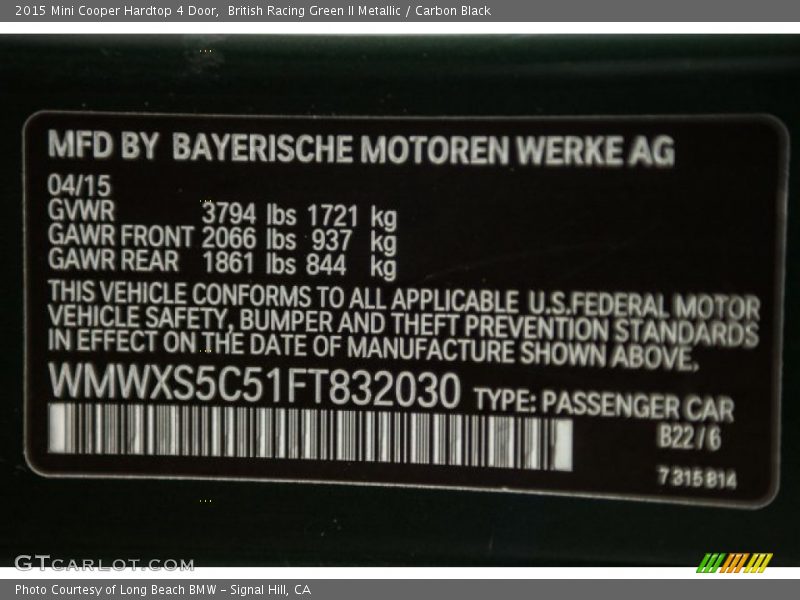 2015 Mini Cooper Hardtop 4 Door,  British Racing Green II Metallic / Carbon Black
MFD BY BAYERISCHE MOTOREN WERKE AG
04/15
GVWR 3794 lbs 1721 kg
GAWR FRONT 2066 lbs 937 kg
GAWR REAR 1861 lbs 844 kg
THIS VEHICLE CONFORMS TO ALL APPLICABLE U.S.FEDERAL MOTOR
VEHICLE SAFETY, BUMPER AND THEFT PREVENTION STANDARDS
IN EFFECT ON THE DATE OF MANUFACTURE SHOWN ABOVE.
WMWXS5C51FT832030 TYPE: PASSENGER CAR
B22 / 6
7 315 814
GTCARLOT.COM
Photo Courtesy of Long Beach BMW - Signal Hill, CA